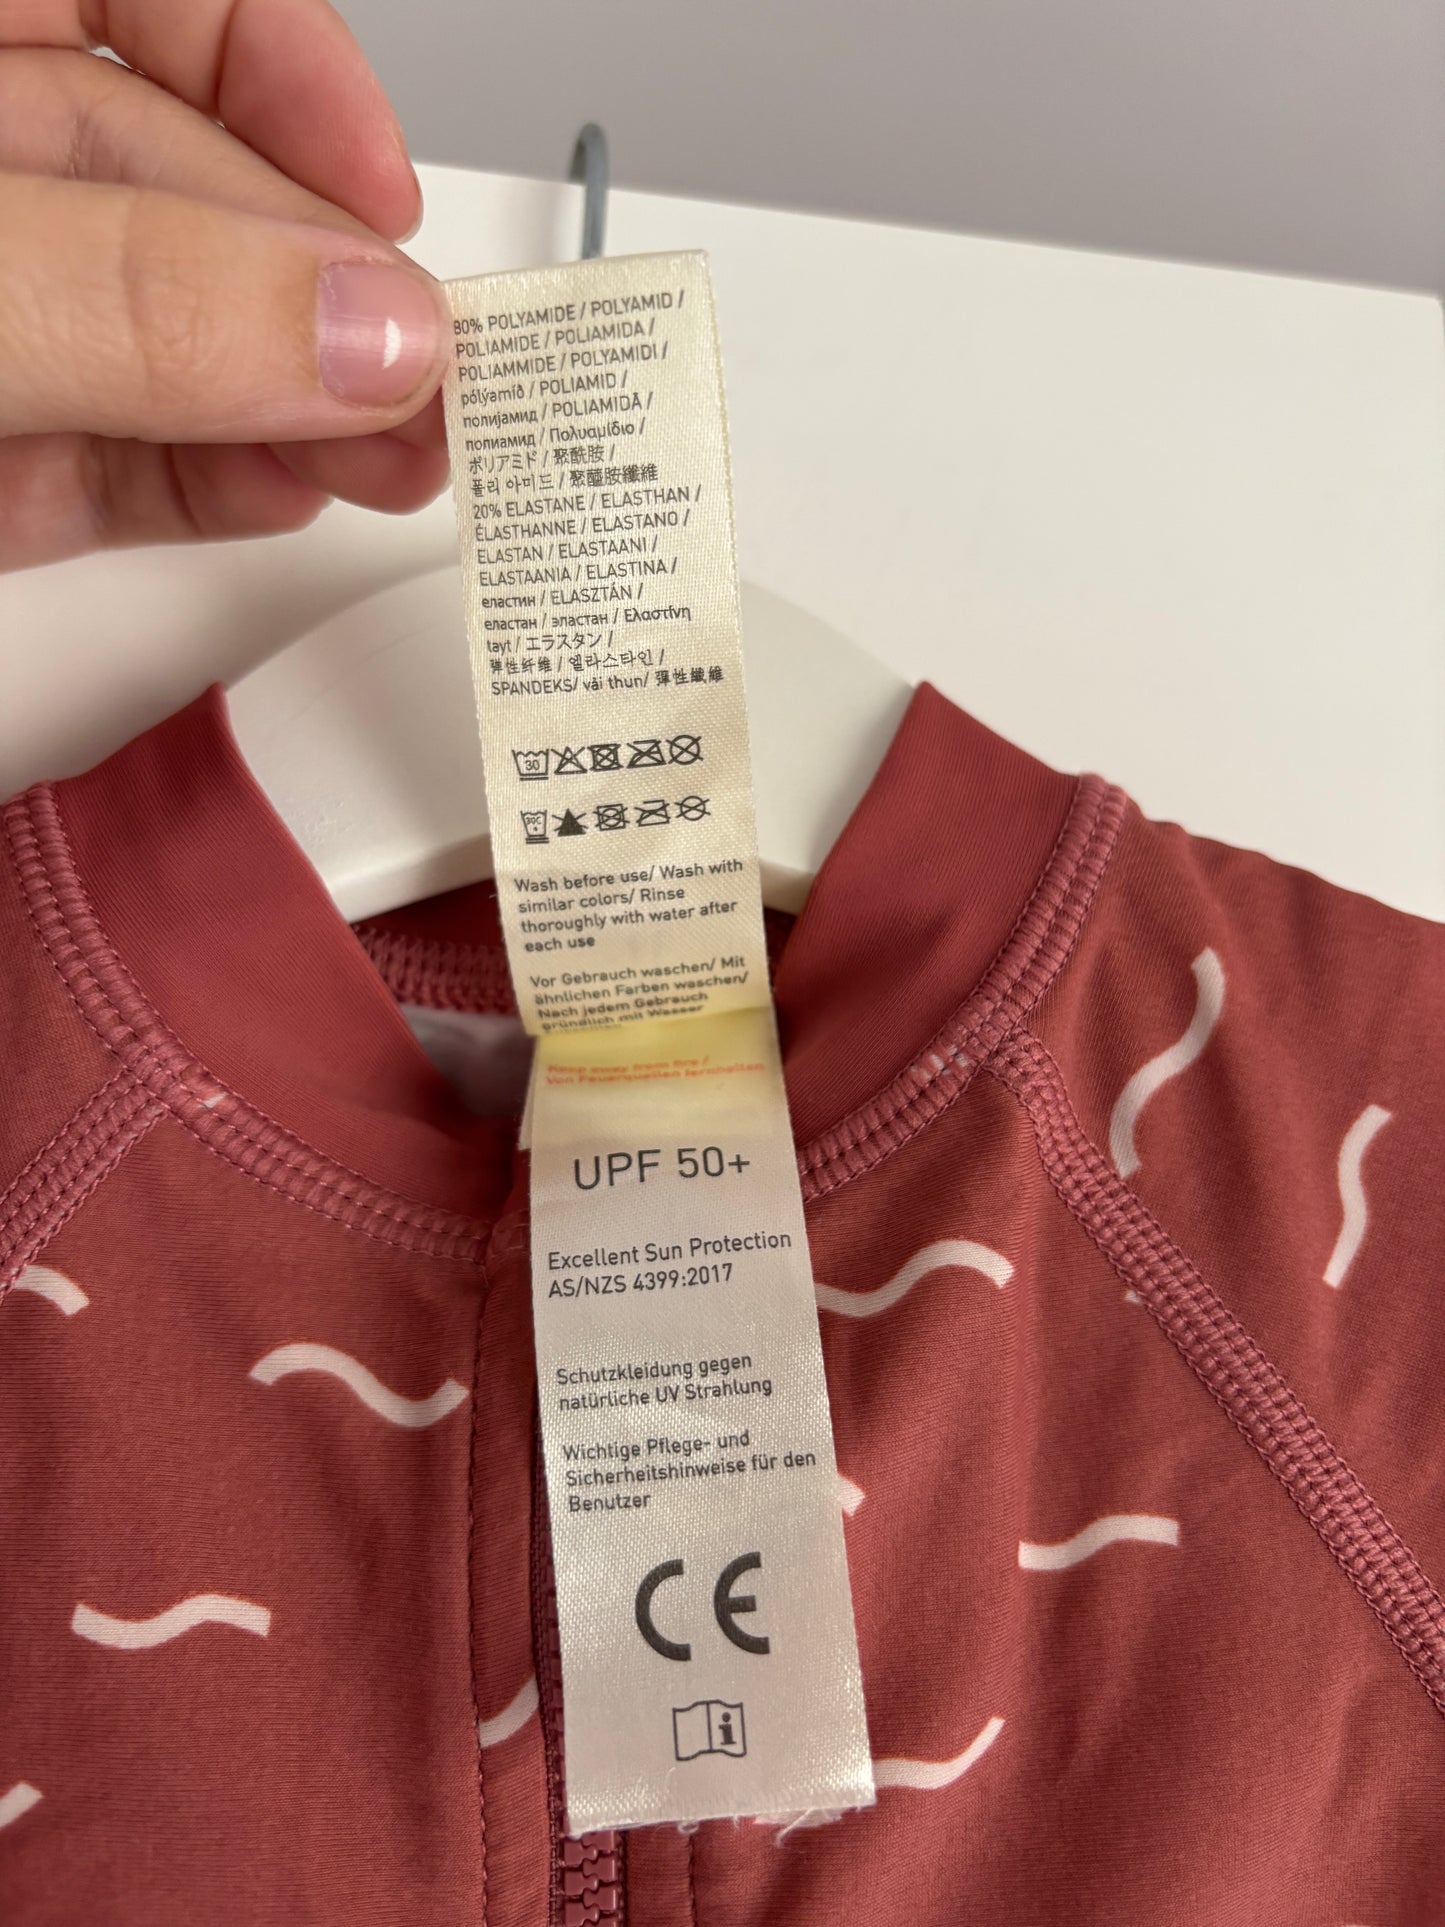 80% POLYAMIDE / POLYAMID /
POLIAMIDE / POLIAMIDA /
POLIAMMIDE / POLYAMIDI /
pólýamíð / POLIAMID /
полијамид / POLIAMIDĂ /
полиамид / Πολυαμίδιο /
ポリアミド / 聚酰胺 /
폴리 아미드 / 聚醯胺纖維
20% ELASTANE / ELASTHAN /
ÉLASTHANNE / ELASTANO /
ELASTAN / ELASTAANI /
ELASTAANIA / ELASTINA /
еластин / ELASZTÁN /
еластан / эластан / Ελαστίνη
layt / エラスタン /
弹性纤维 / 엘라스타인 /
SPANDEKS/ vải thun/ 彈性纖維
30
30C
Wash before use/ Wash with
similar colors/ Rinse
thoroughly with water after
each use
Vor Gebrauch waschen/ Mit
ähnlichen Farben waschen/
Nach jedem Gebrauch
gründlich mit Wasser
Keep away from fire /
Von Feuerquellen fernhalten
UPF 50+
Excellent Sun Protection
AS/NZS 4399:2017
Schutzkleidung gegen
natürliche UV Strahlung
Wichtige Pflege- und
Sicherheitshinweise für den
Benutzer
CE
i